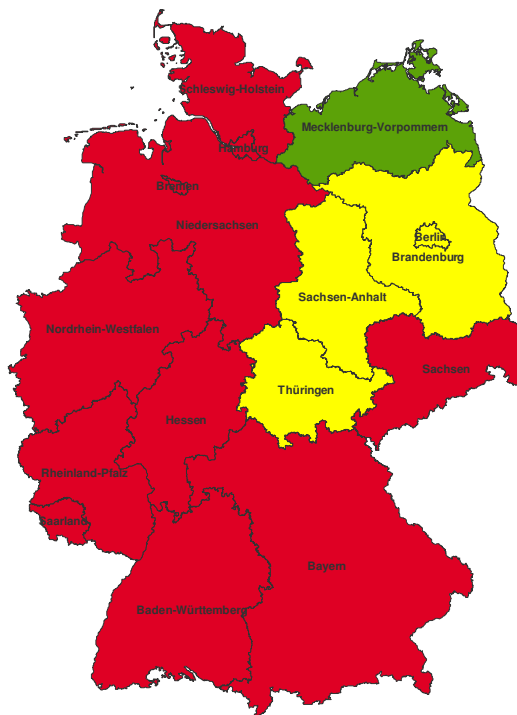 Schleswig-Holstein
Mecklenburg-Vorpommern
Hamburg
Bremen
Niedersachsen
Berlin
Brandenburg
Sachsen-Anhalt
Nordrhein-Westfalen
Sachsen
Thüringen
Hessen
Rheinland-Pfalz
Saarland
Bayern
Baden-Württemberg